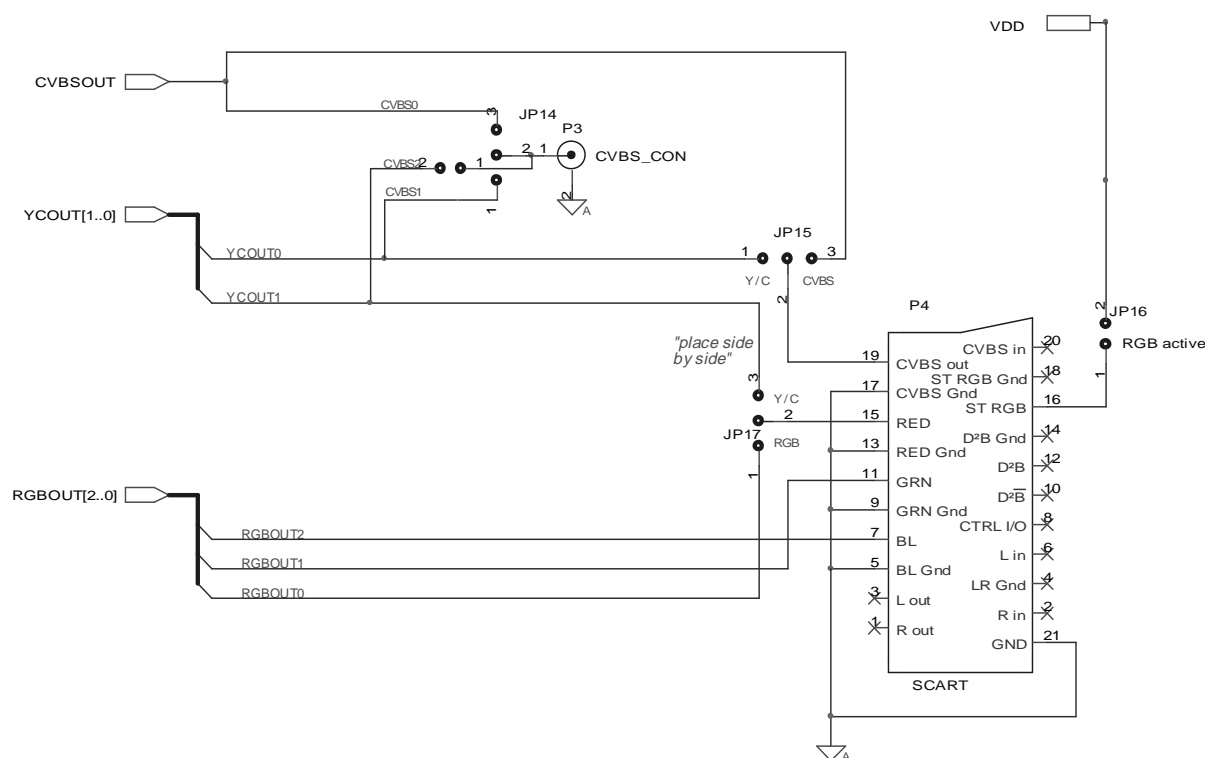 VDD
CVBSOUT
CVBS0
3
JP14
P3
CVBS2
2
1
2
1
CVBS_CON
CVBS1
1
2
A
YCOUT[1..0]
YCOUT0
JP15
1
3
Y/C
CVBS
2
YCOUT1
P4
2
JP16
RGB active
1
"place side
by side"
3
Y/C
2
JP17
RGB
1
19
CVBS out
17
CVBS Gnd
15
RED
13
RED Gnd
11
GRN
9
GRN Gnd
7
BL
5
BL Gnd
3
L out
1
R out
CVBS in
20
ST RGB Gnd
18
ST RGB
16
D²B Gnd
14
D²B
12
D²B
10
CTRL I/O
8
L in
6
LR Gnd
4
R in
2
GND
21
SCART
RGBOUT[2..0]
RGBOUT2
RGBOUT1
RGBOUT0
A